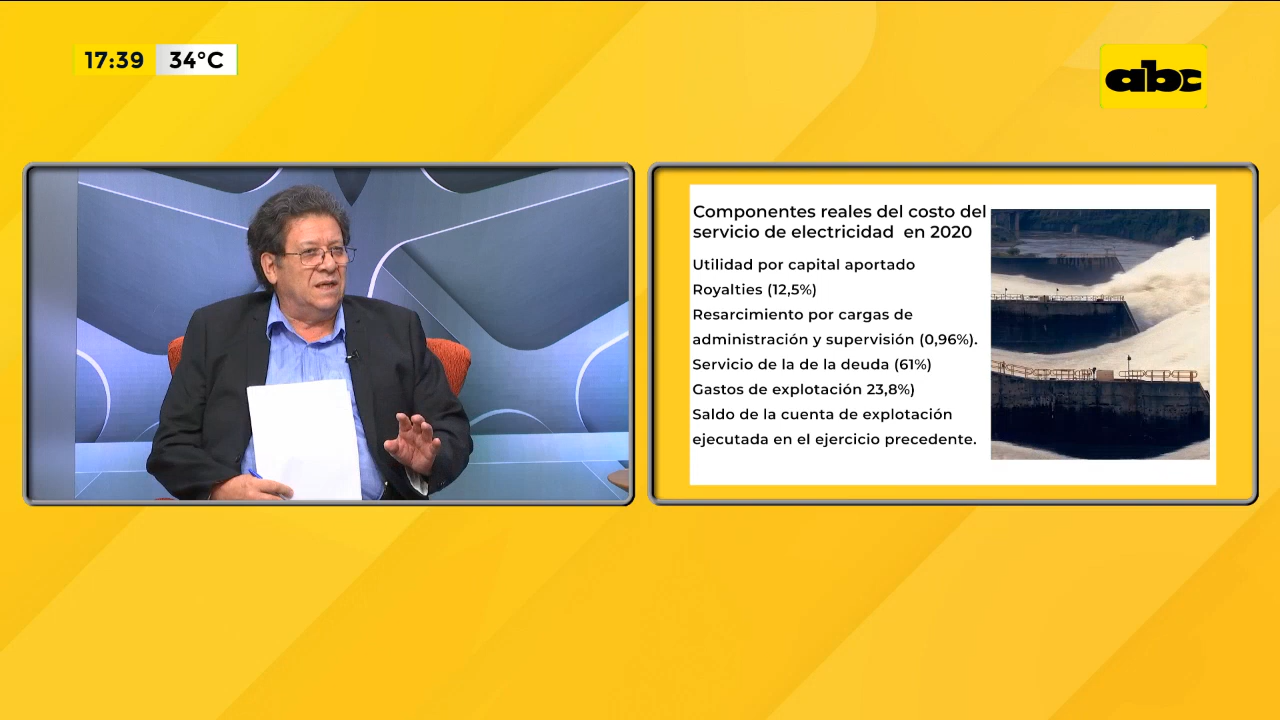 17:39 34°C
abc
Componentes reales del costo del
servicio de electricidad en 2020
Utilidad por capital aportado
Royalties (12,5%)
Resarcimiento por cargas de
administración y supervisión (0,96%).
Servicio de la de la deuda (61%)
Gastos de explotación 23,8%)
Saldo de la cuenta de explotación
ejecutada en el ejercicio precedente.